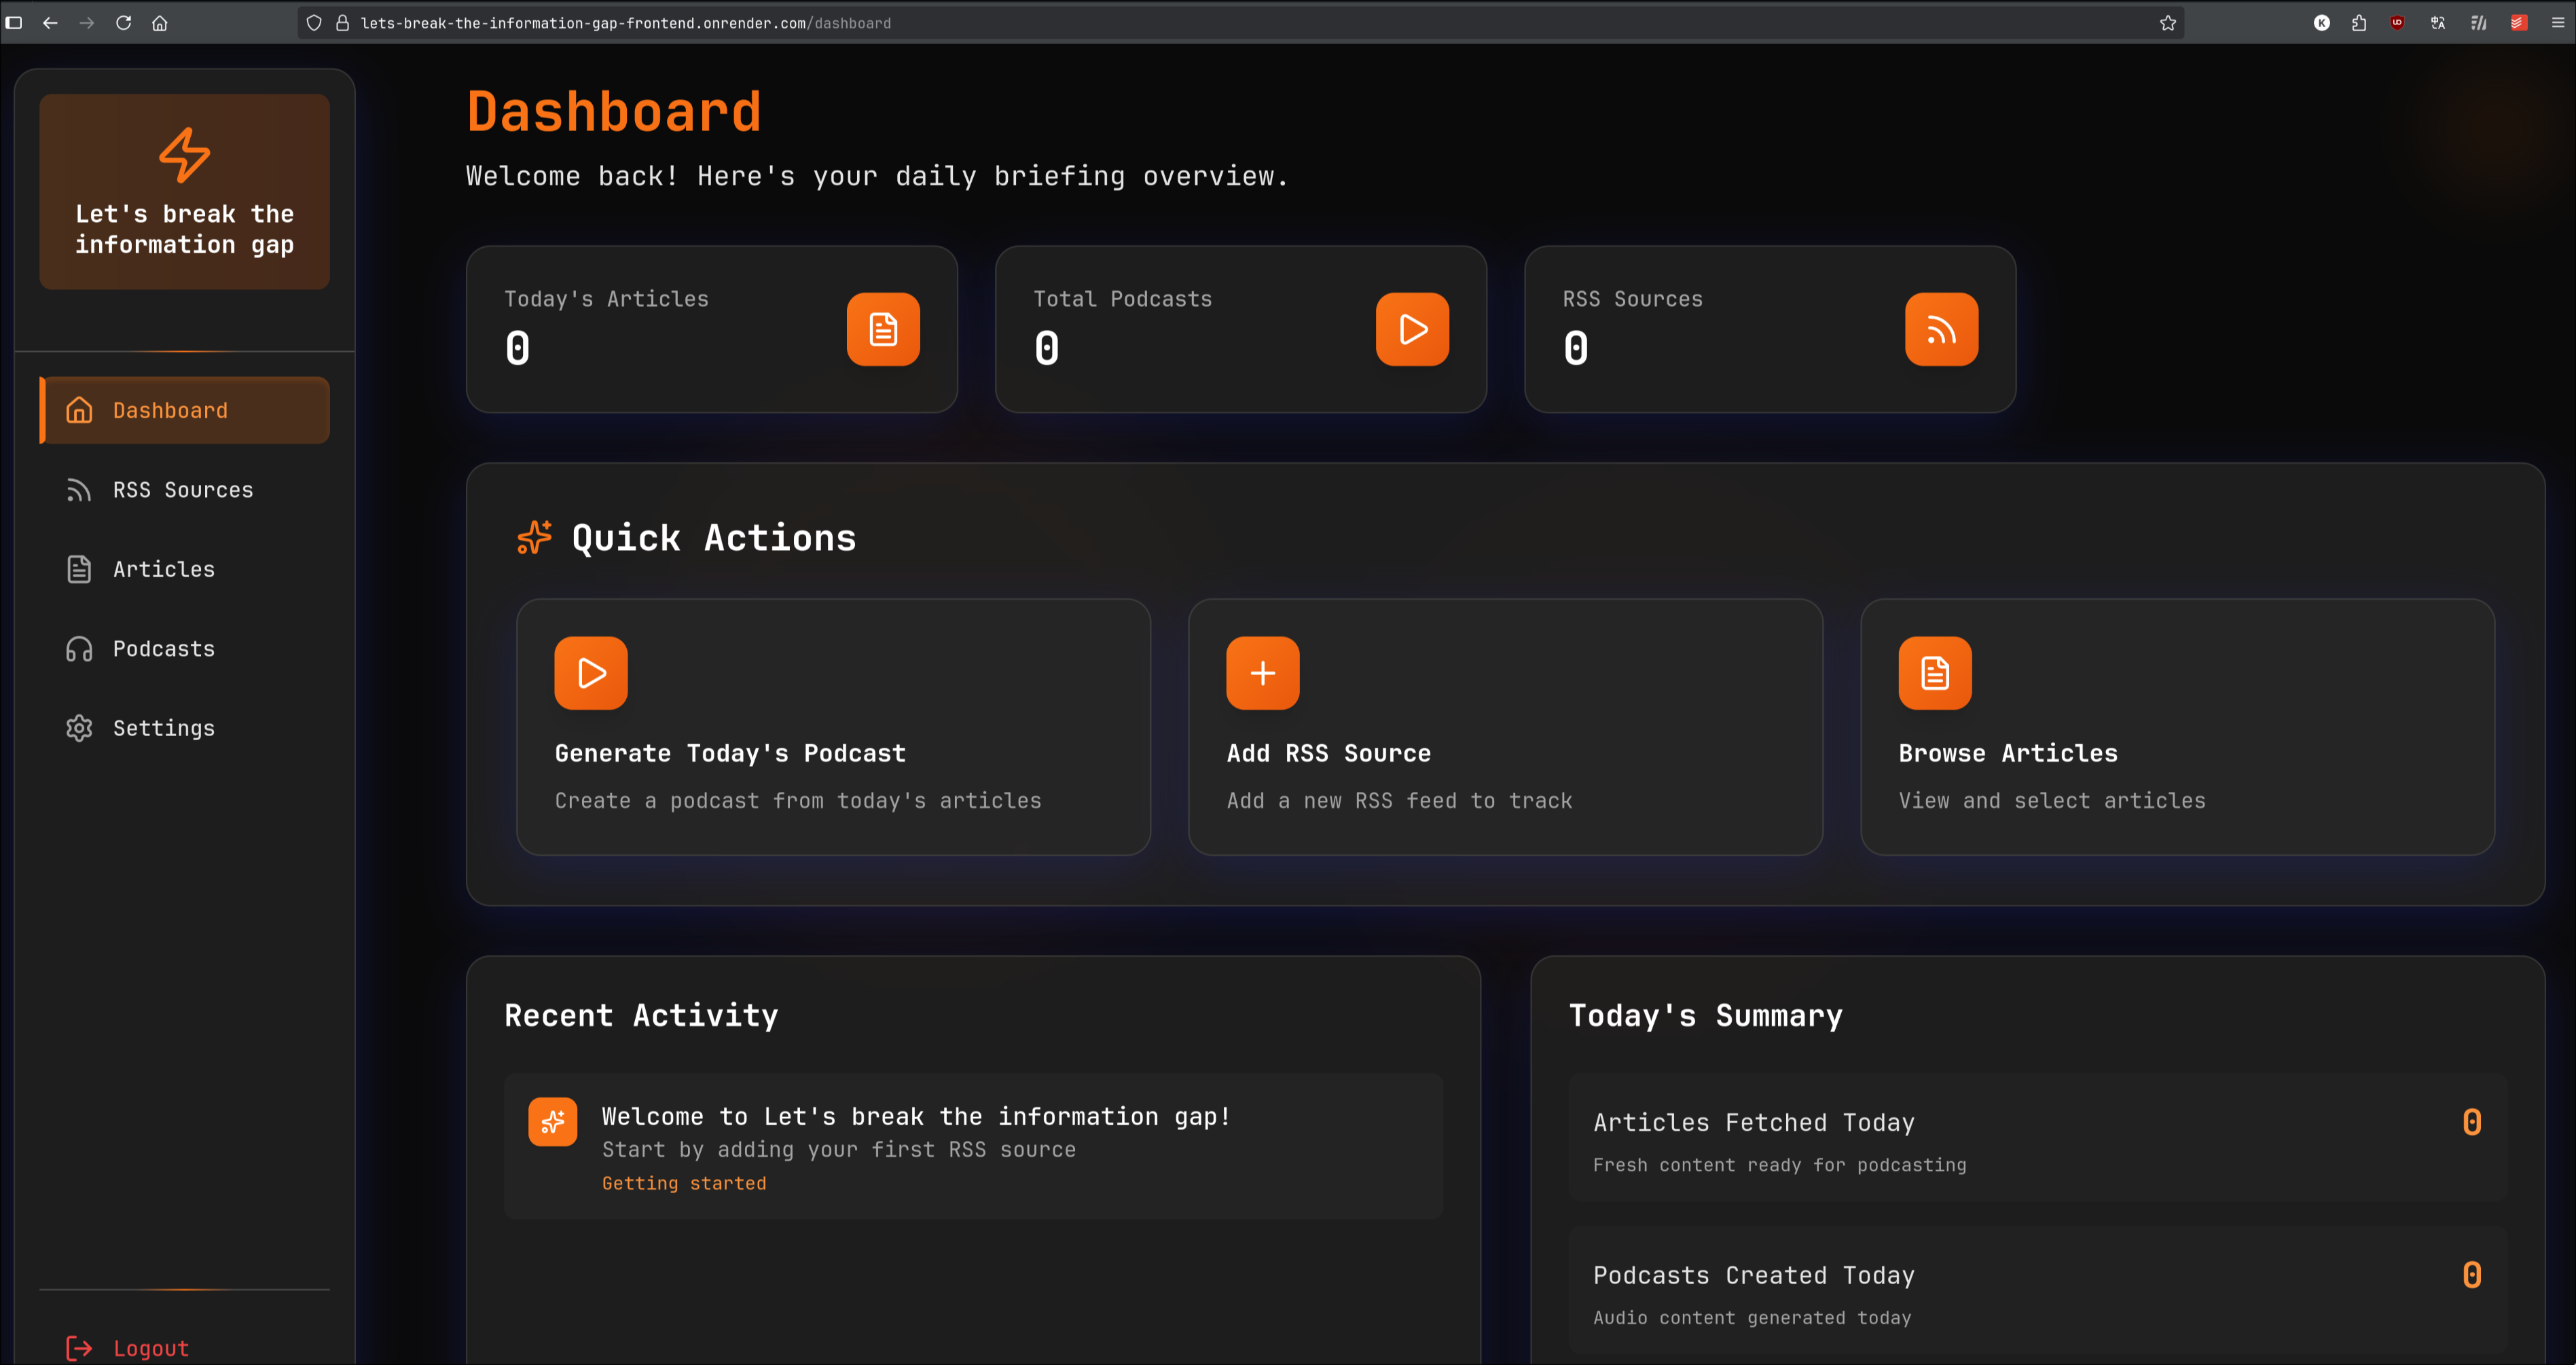 lets-break-the-information-gap-frontend.onrender.com/dashboard
Let's break the
information gap
Dashboard
RSS Sources
Articles
Podcasts
Settings
Logout
Dashboard
Welcome back! Here's your daily briefing overview.
Today's Articles
0
Total Podcasts
0
RSS Sources
0
Quick Actions
Generate Today's Podcast
Create a podcast from today's articles
Add RSS Source
Add a new RSS feed to track
Browse Articles
View and select articles
Recent Activity
Welcome to Let's break the information gap!
Start by adding your first RSS source
Getting started
Today's Summary
Articles Fetched Today
0
Fresh content ready for podcasting
Podcasts Created Today
0
Audio content generated today